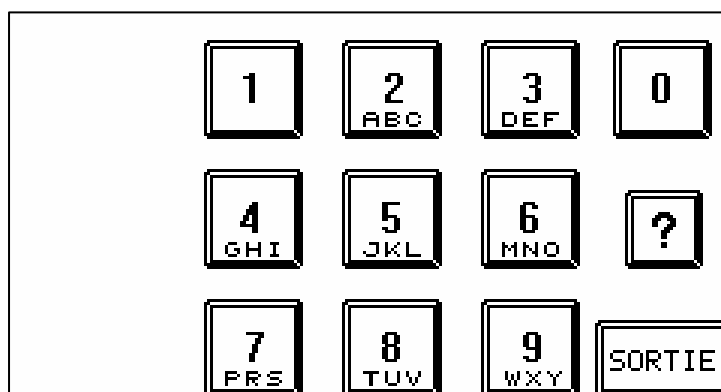 1 2 3 0
ABC DEF
4 5 6 ?
GHI JKL MNO
7 8 9 SORTIE
PRS TUV WXY